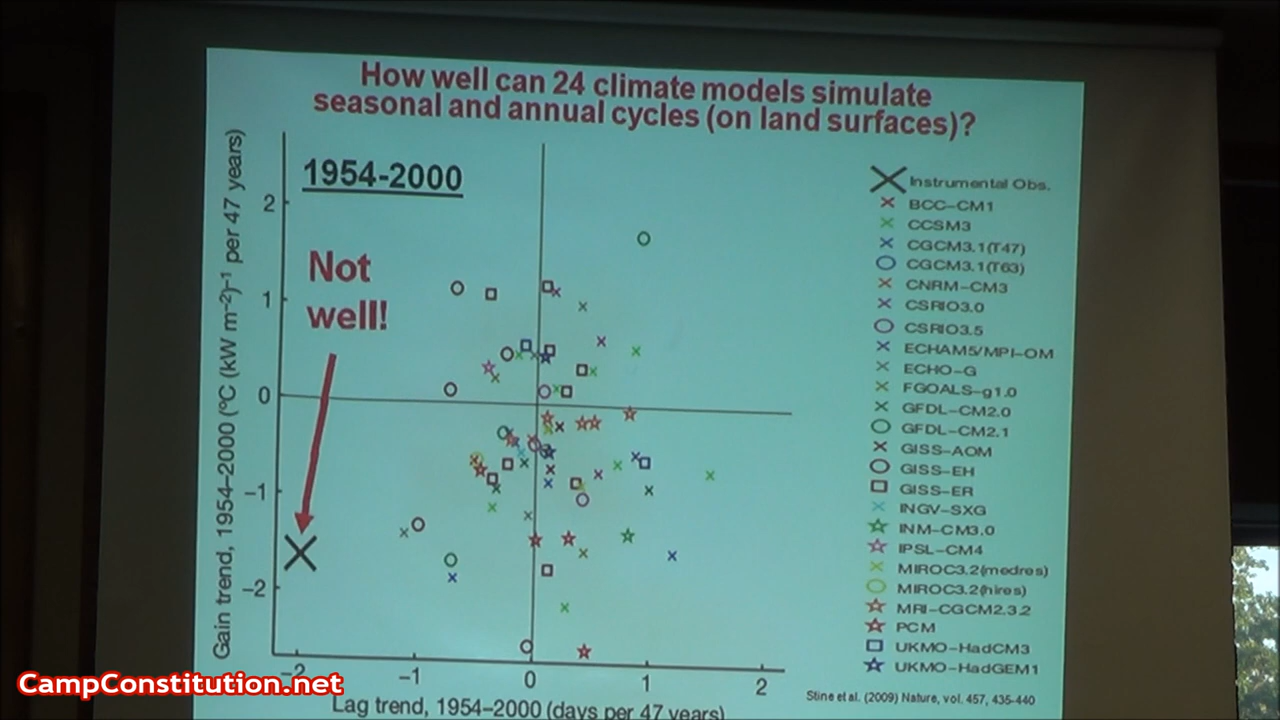 How well can 24 climate models simulate
seasonal and annual cycles (on land surfaces)?
1954-2000
Not
well!
Gain trend, 1954–2000 (ºC (kW m⁻²)⁻¹ per 47 years)
2
1
0
−1
−2
−2
−1
0
1
2
Lag trend, 1954–2000 (days per 47 years)
Instrumental Obs.
BCC−CM1
CCSM3
CGCM3.1(T47)
CGCM3.1(T63)
CNRM−CM3
CSRIO3.0
CSRIO3.5
ECHAM5/MPI−OM
ECHO−G
FGOALS−g1.0
GFDL−CM2.0
GFDL−CM2.1
GISS−AOM
GISS−EH
GISS−ER
INGV−SXG
INM−CM3.0
IPSL−CM4
MIROC3.2(medres)
MIROC3.2(hires)
MRI−CGCM2.3.2
PCM
UKMO−HadCM3
UKMO−HadGEM1
Stine et al. (2009) Nature, vol. 457, 435-440
CampConstitution.net